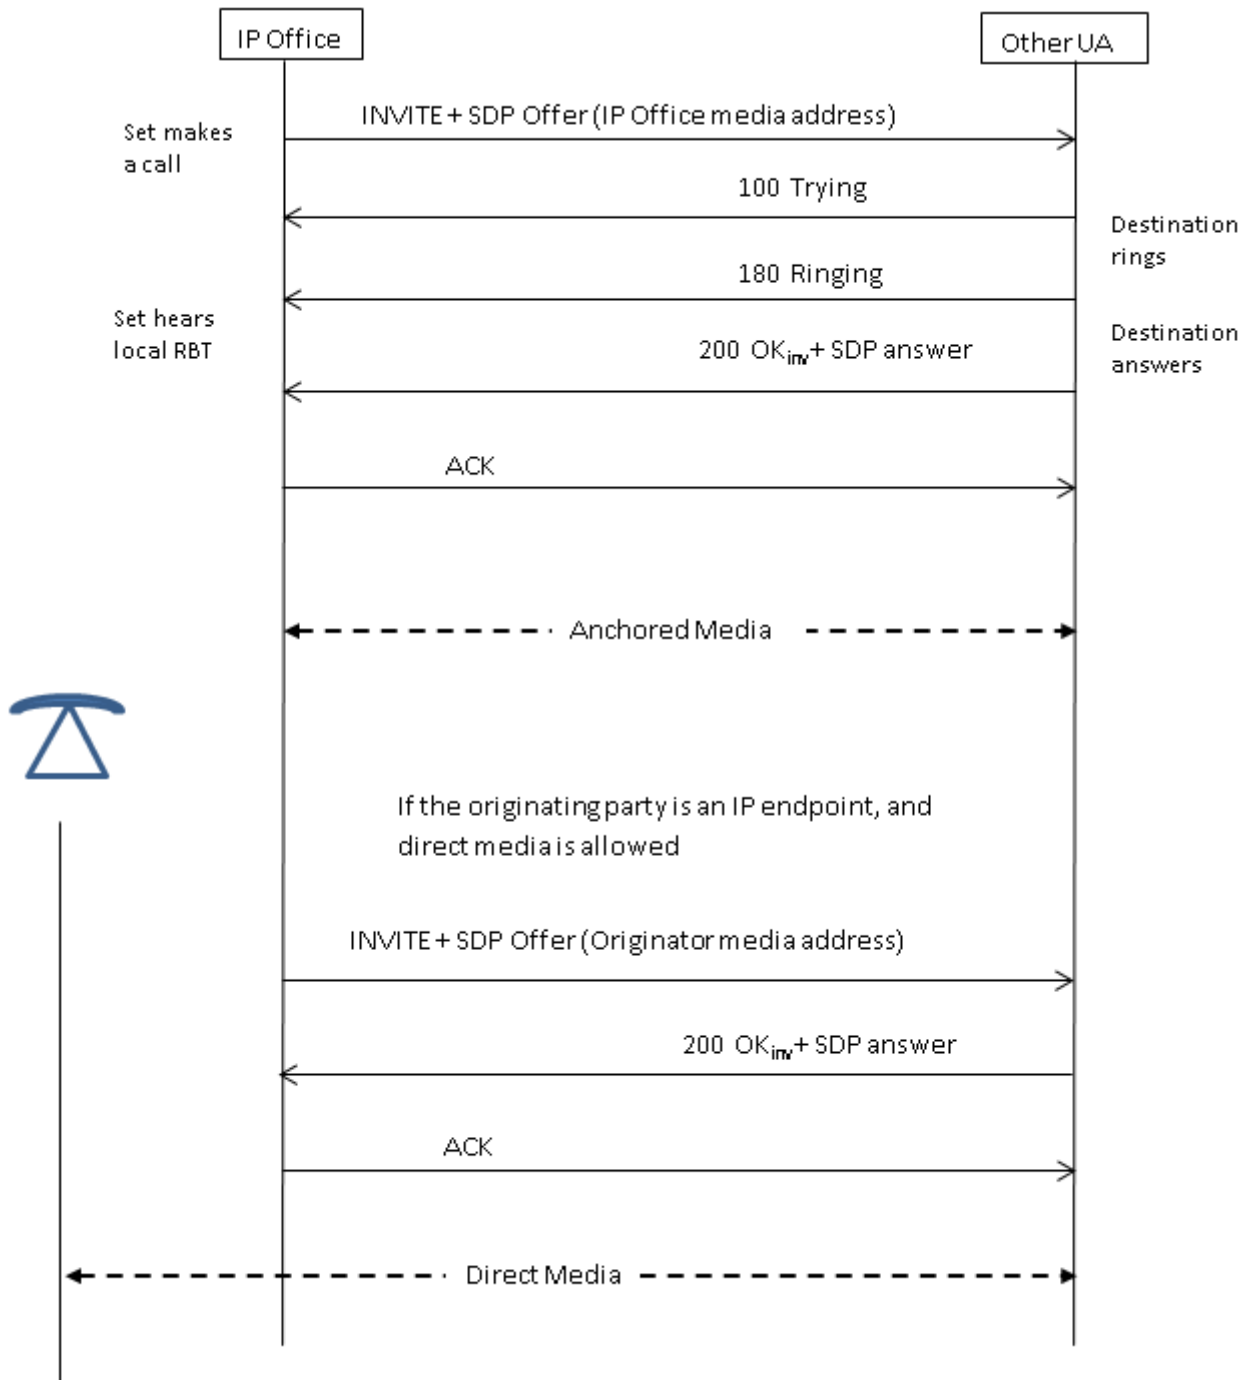 IP Office
Other UA
INVITE + SDP Offer (IP Office media address)
Set makes
a call
100 Trying
Destination
rings
180 Ringing
Set hears
local RBT
Destination
answers
200 OKinv+ SDP answer
ACK
Anchored Media
If the originating party is an IP endpoint, and
direct media is allowed
INVITE + SDP Offer (Originator media address)
200 OKinv+ SDP answer
ACK
Direct Media